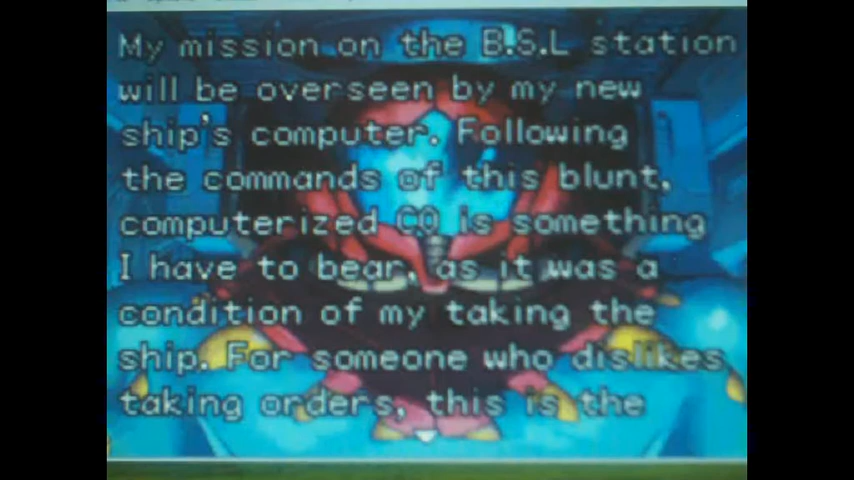 My mission on the B.S.L station
will be overseen by my new
ship's computer. Following
the commands of this blunt,
computerized CO is something
I have to bear, as it was a
condition of my taking the
ship. For someone who dislikes
taking orders, this is the